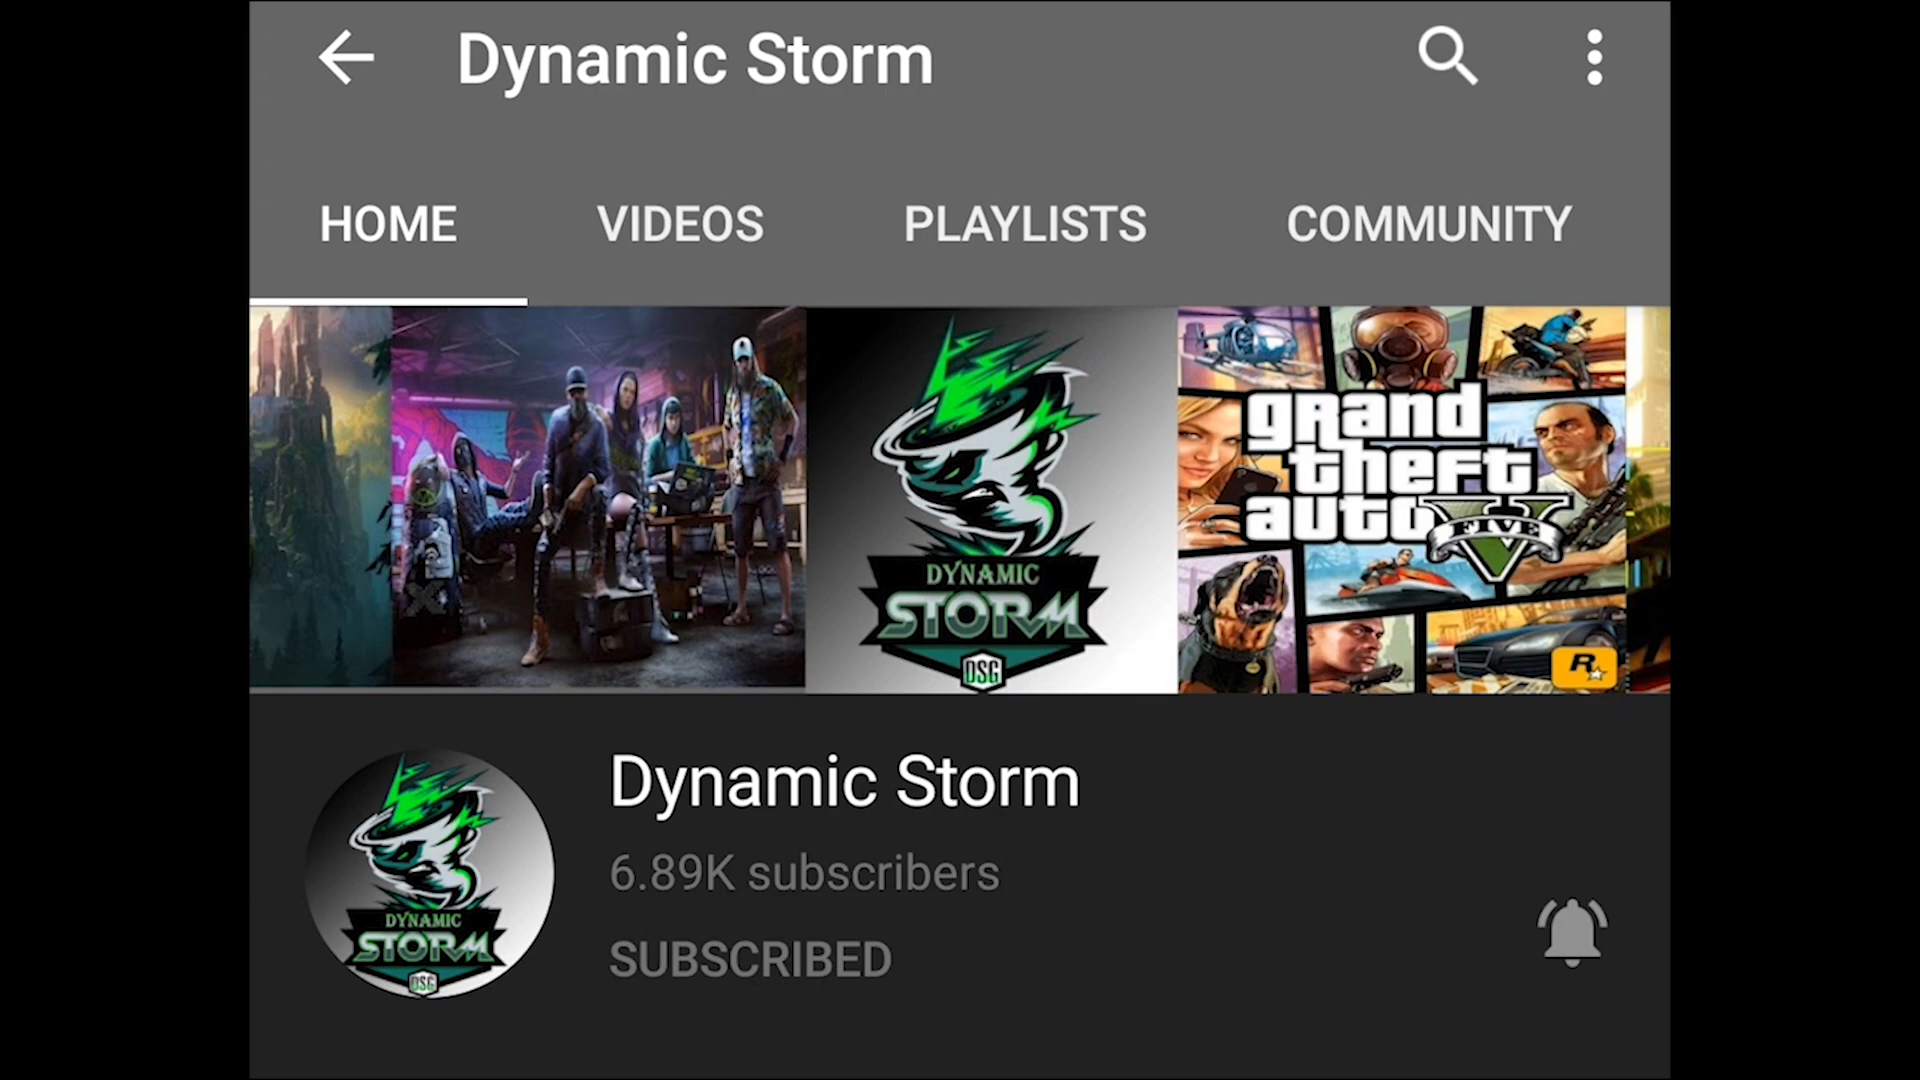 Dynamic Storm
HOME VIDEOS PLAYLISTS COMMUNITY
DYNAMIC
STORM
DSG
grand
theft
auto
FIVE
R
Dynamic Storm
6.89K subscribers
SUBSCRIBED
DYNAMIC
STORM
DSG